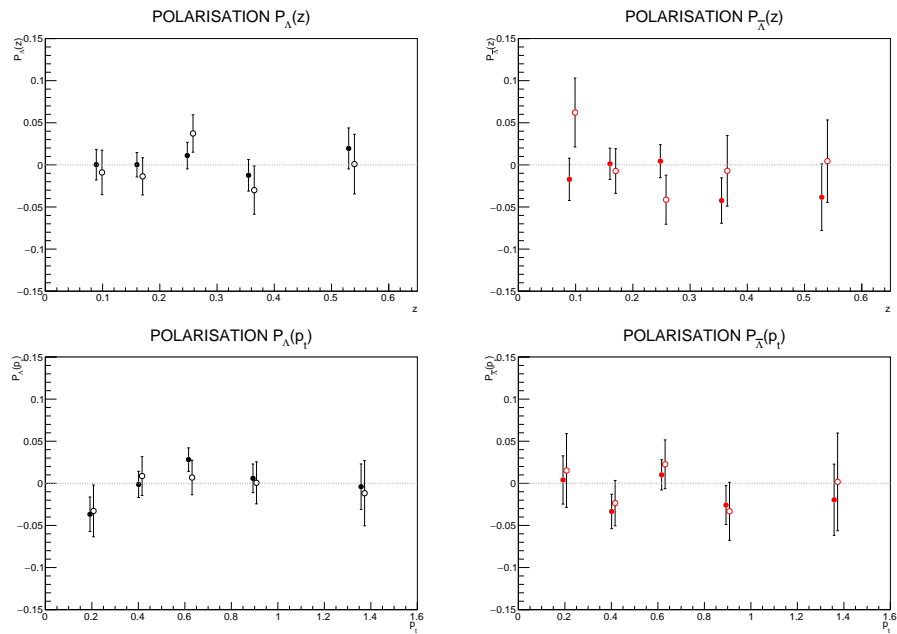 POLARISATION P_Λ(z)
P_Λ(z)
0.15
0.1
0.05
0
−0.05
−0.1
−0.15
0 0.1 0.2 0.3 0.4 0.5 0.6
z
POLARISATION P_Λ̅(z)
P_Λ̅(z)
0.15
0.1
0.05
0
−0.05
−0.1
−0.15
0 0.1 0.2 0.3 0.4 0.5 0.6
z
POLARISATION P_Λ(p_t)
P_Λ(p)
0.15
0.1
0.05
0
−0.05
−0.1
−0.15
0 0.2 0.4 0.6 0.8 1 1.2 1.4 1.6
p_t
POLARISATION P_Λ̅(p_t)
P_Λ̅(p)
0.15
0.1
0.05
0
−0.05
−0.1
−0.15
0 0.2 0.4 0.6 0.8 1 1.2 1.4 1.6
p_t